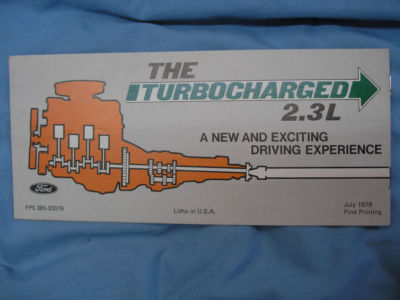 THE
TURBOCHARGED
2.3L
A NEW AND EXCITING
DRIVING EXPERIENCE
Ford
FPS 365-33079
Litho in U.S.A.
July 1978
First Printing